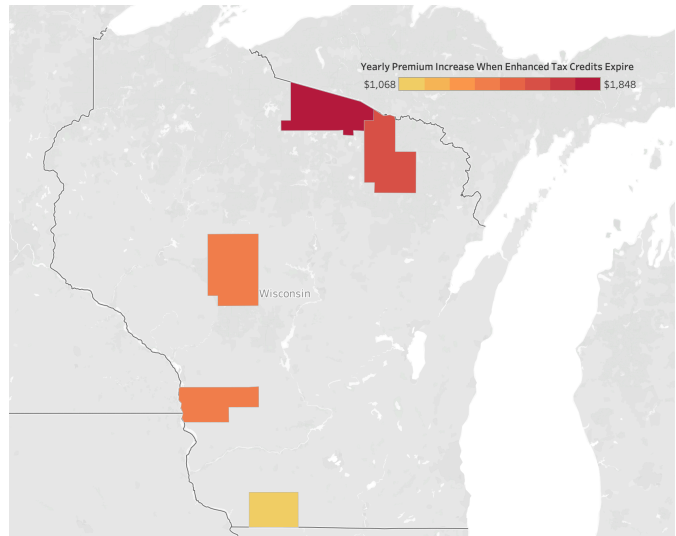 Yearly Premium Increase When Enhanced Tax Credits Expire
$1,068 $1,848
Wisconsin